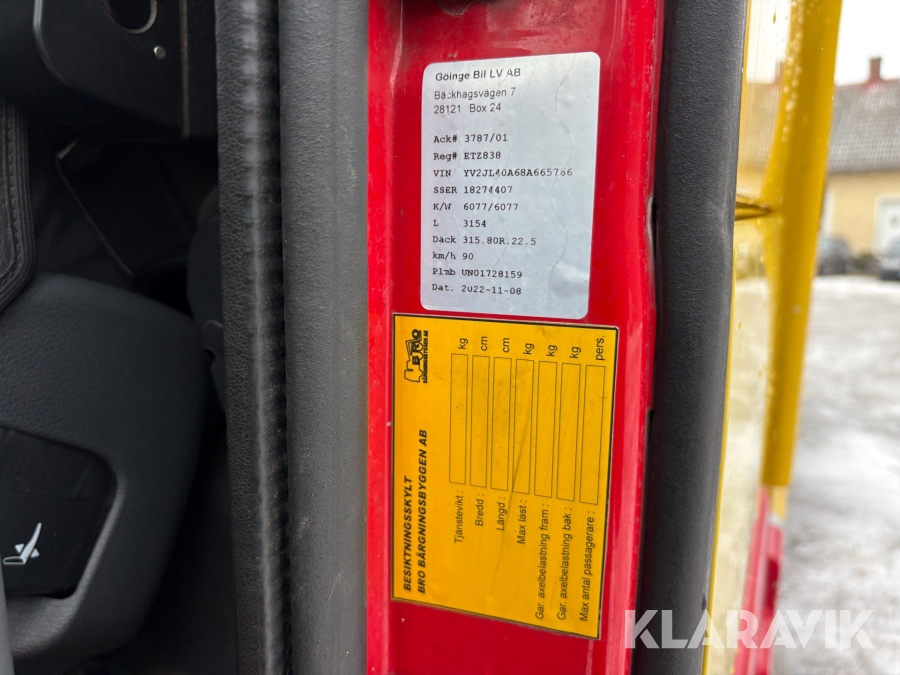 Göinge Bil LV AB
Bäckhagsvägen 7
28121 Box 24
Ack# 3787/01
Reg# ETZ838
VIN YV2JL40A68A665766
SSER 18274407
K/W 6077/6077
L 3154
Däck 315.80R.22.5
km/h 90
Plmb UN01728159
Dat. 2022-11-08
BRO
BESIKTNINGSSKYLT
BRO BÄRGNINGSBYGGEN AB
Tjänstevikt : kg
Bredd : cm
Längd : cm
Max last : kg
Gar. axelbelastning fram : kg
Gar. axelbelastning bak : kg
Max antal passagerare : pers.
KLARAVIK